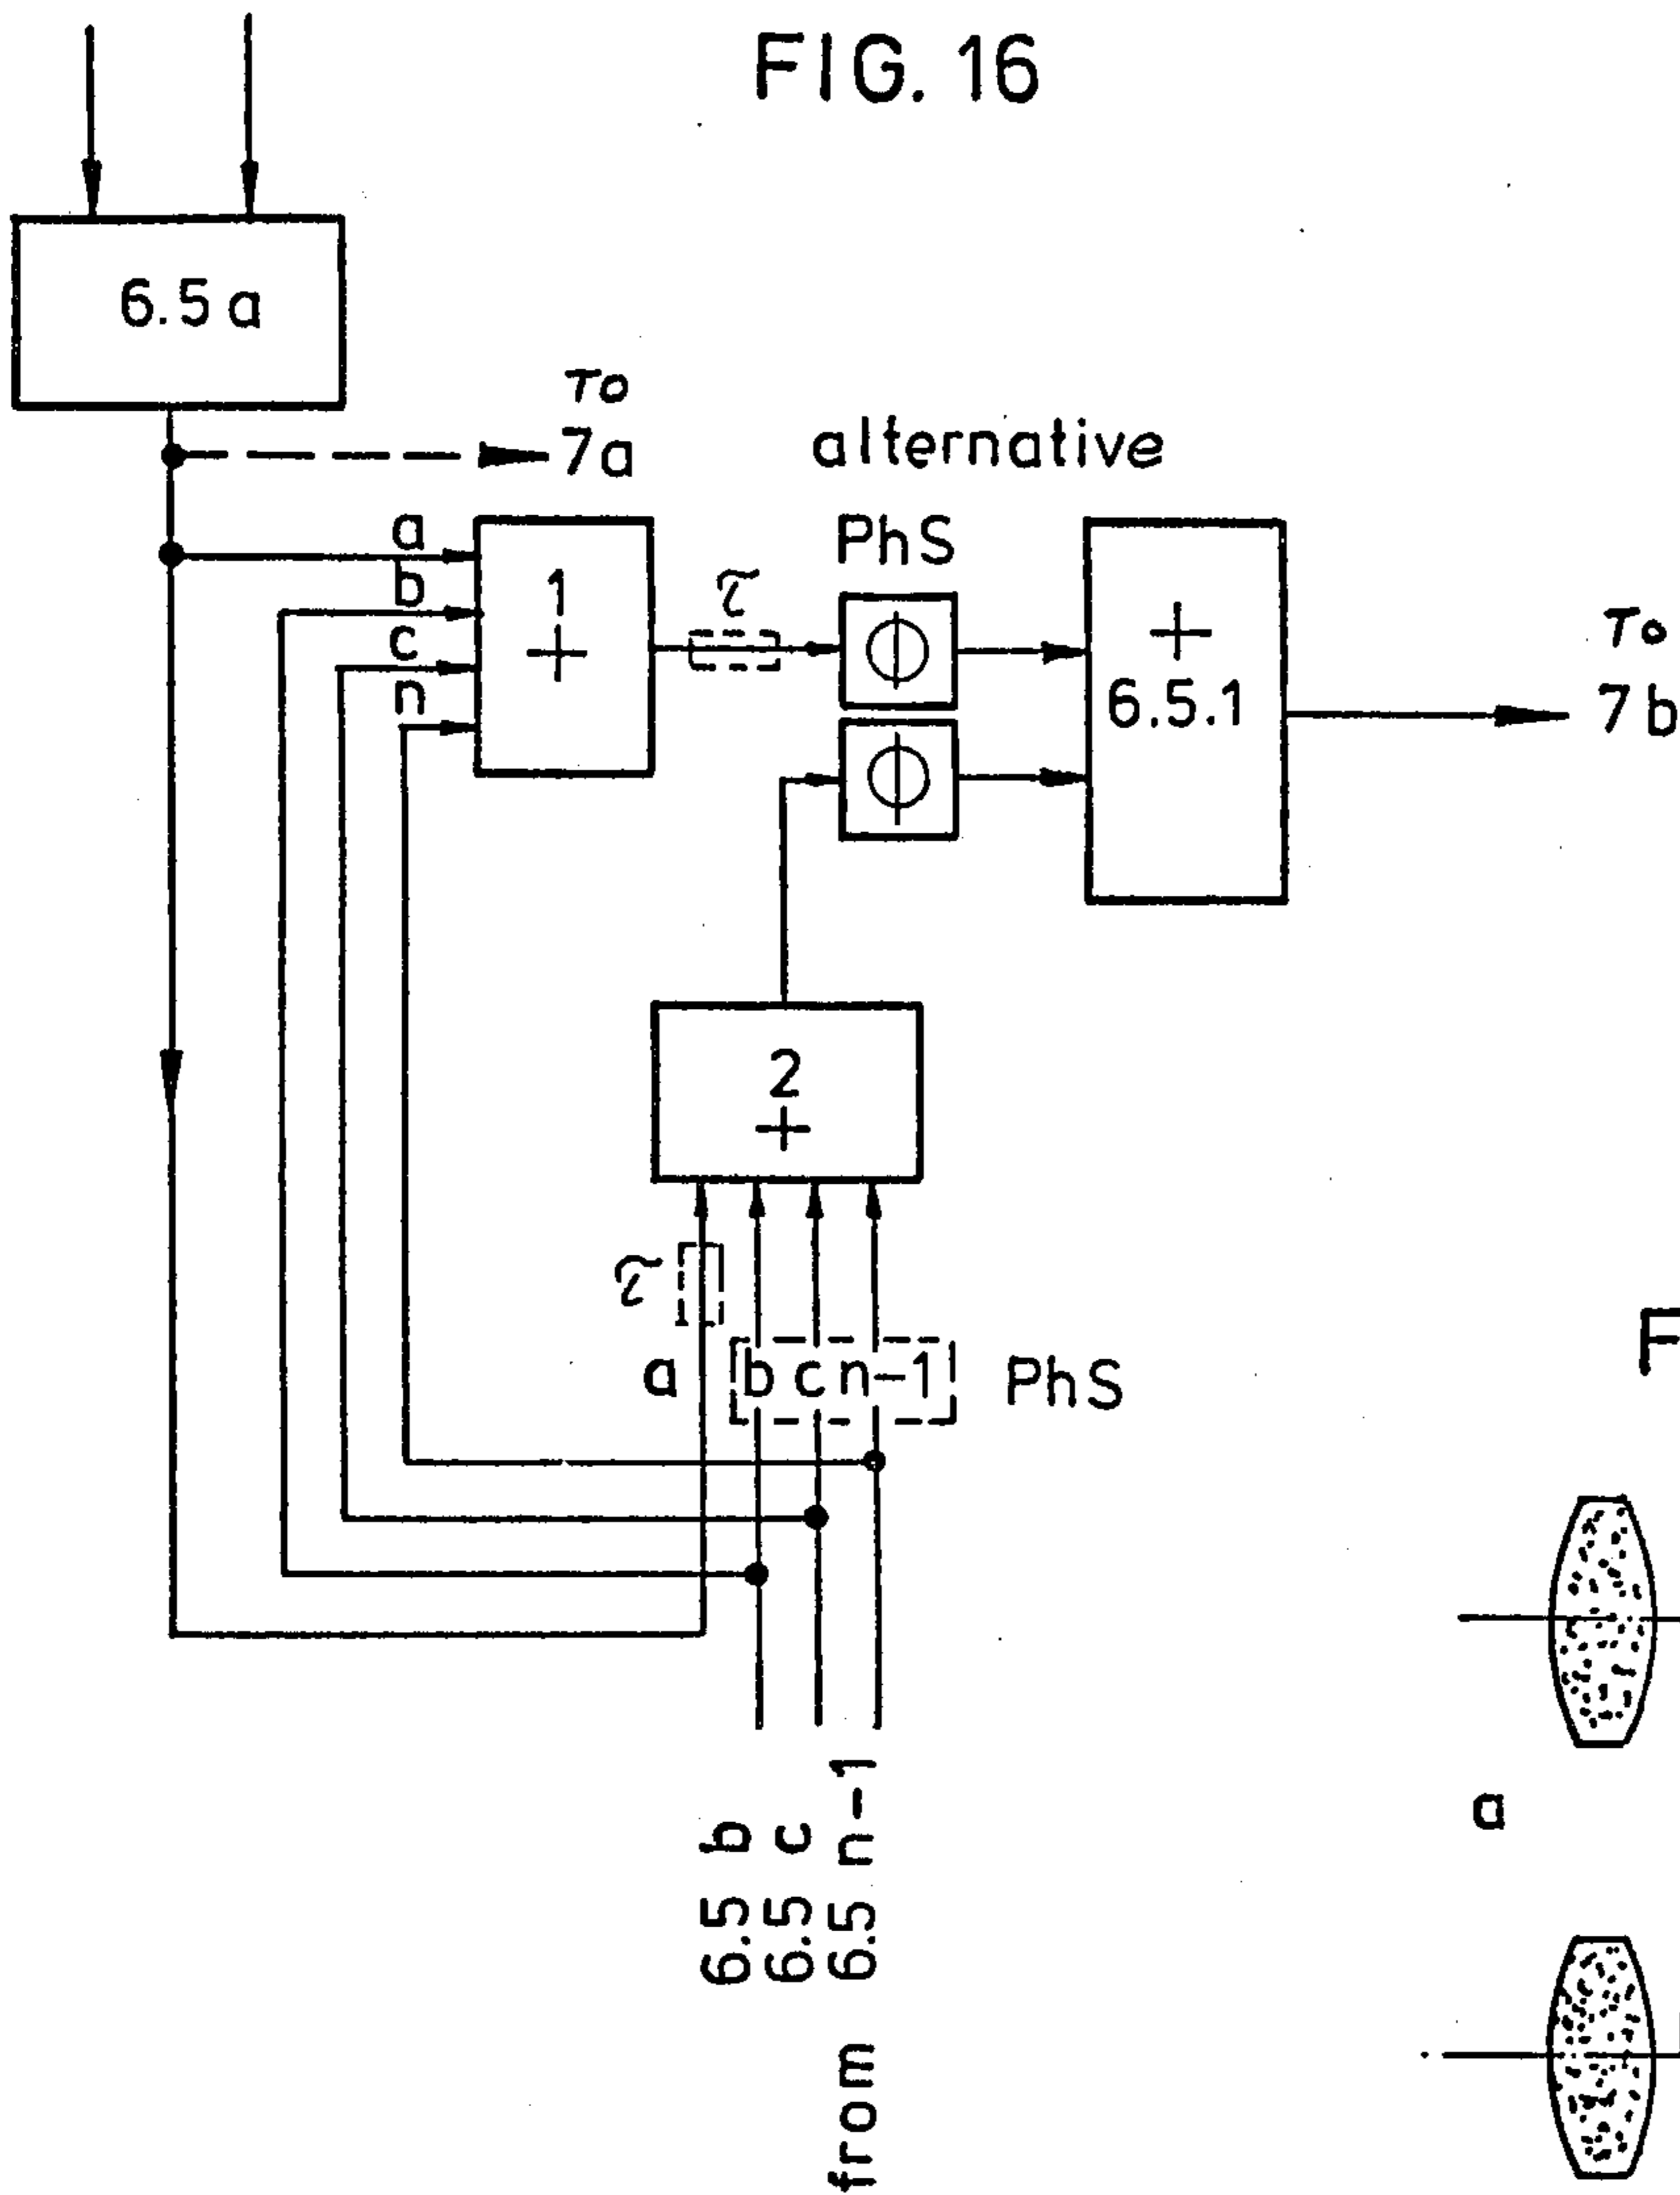 FIG. 16
6.5 a
To
7a
alternative
PhS
a
b
c
n
1
+
τ
Φ
Φ
+
6.5.1
To
7 b
2
+
τ
a b c n-1 PhS
F
6.5 b
6.5 c
from 6.5 n-1
a